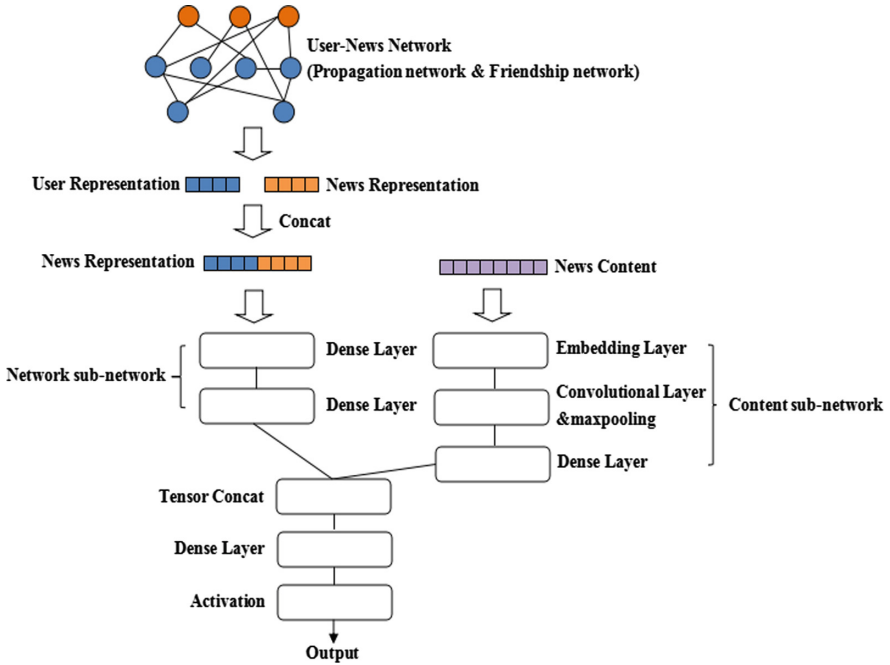 User-News Network
(Propagation network & Friendship network)
User Representation
News Representation
Concat
News Representation
News Content
Dense Layer
Embedding Layer
Network sub-network
Dense Layer
Convolutional Layer
&maxpooling
Content sub-network
Dense Layer
Tensor Concat
Dense Layer
Activation
Output